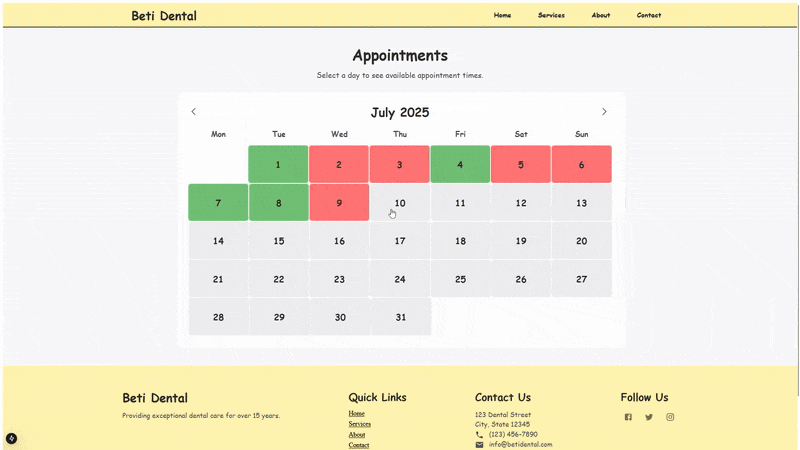 Beti Dental
Home Services About Contact
Appointments
Select a day to see available appointment times.
July 2025
Mon Tue Wed Thu Fri Sat Sun
1 2 3 4 5 6
7 8 9 10 11 12 13
14 15 16 17 18 19 20
21 22 23 24 25 26 27
28 29 30 31
Beti Dental
Providing exceptional dental care for over 15 years.
Quick Links
Home
Services
About
Contact
Contact Us
123 Dental Street
City, State 12345
(123) 456-7890
info@betidental.com
Follow Us